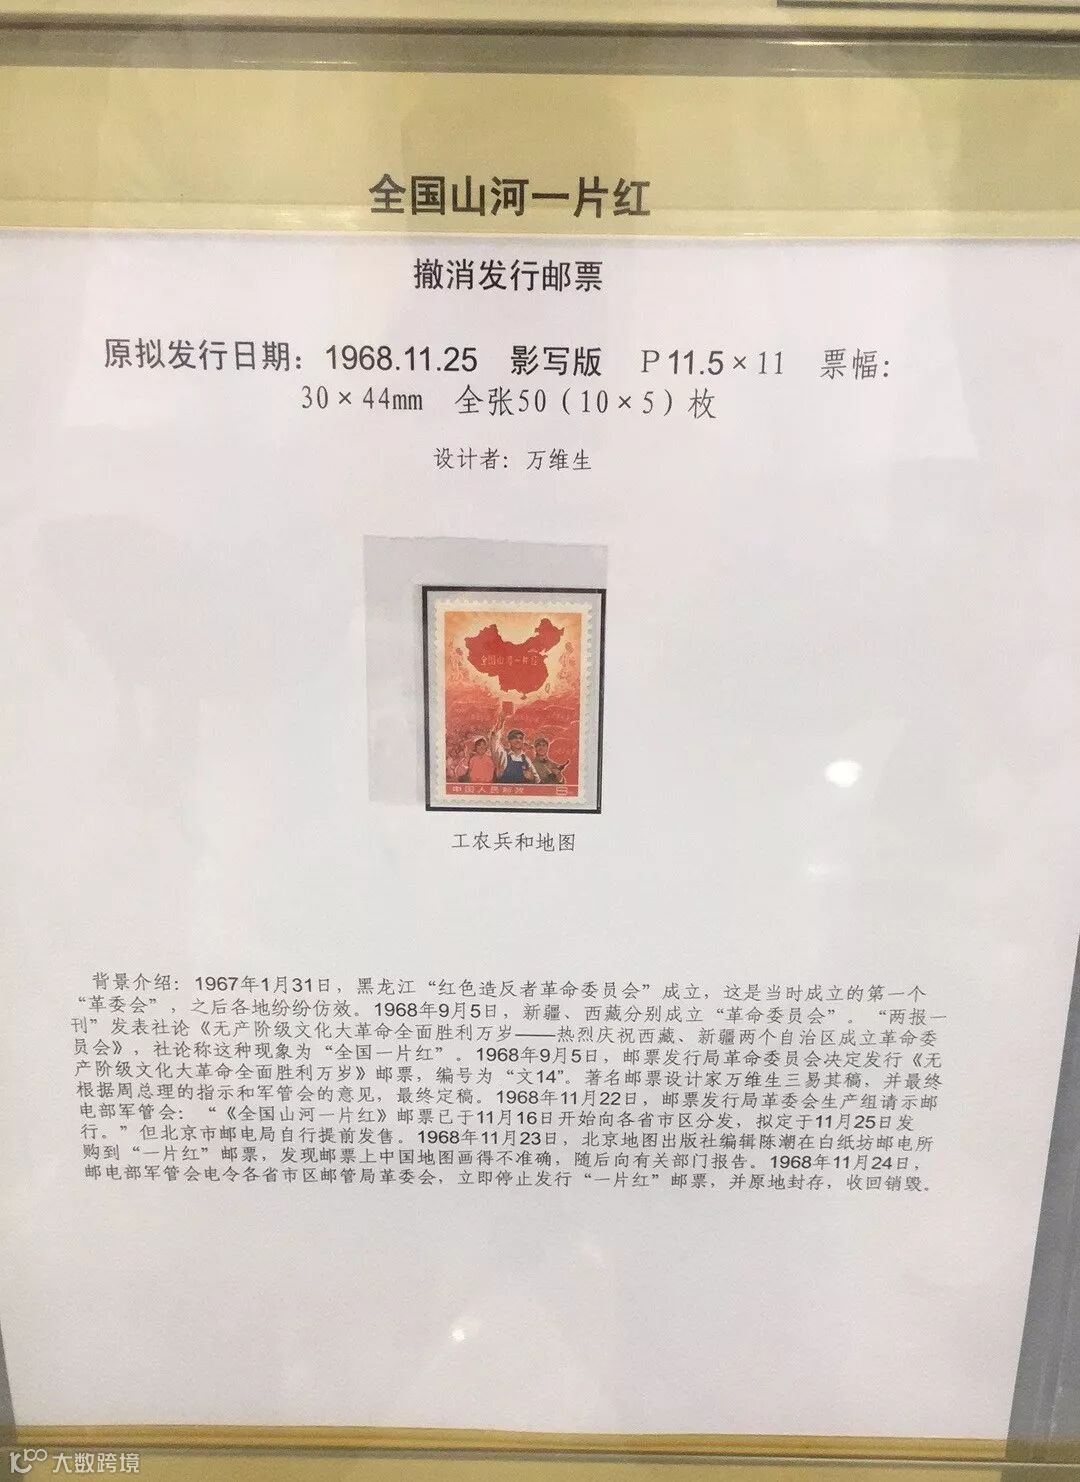 全国山河一片红
撤消发行邮票
原拟发行日期：1968.11.25 影写版 P 11.5×11 票幅：
30×44mm 全张50（10×5）枚
设计者：万维生
全国山河一片红
中国人民邮政 8分
工农兵和地图
背景介绍：1967年1月31日，黑龙江“红色造反者革命委员会”成立，这是当时成立的第一个
“革委会”，之后各地纷纷仿效。1968年9月5日，新疆、西藏分别成立“革命委员会”。“两报一
刊”发表社论《无产阶级文化大革命全面胜利万岁——热烈庆祝西藏、新疆两个自治区成立革命委
员会》，社论称这种现象为“全国一片红”。1968年9月5日，邮票发行局革命委员会决定发行《无
产阶级文化大革命全面胜利万岁》邮票，编号为“文14”。著名邮票设计家万维生三易其稿，并最终
根据周总理的指示和军管会的意见，最终定稿。1968年11月22日，邮票发行局革委会生产组请示邮
电部军管会：“《全国山河一片红》邮票已于11月16日开始向各省市区分发，拟定于11月25日发
行。”但北京市邮电局自行提前发售。1968年11月23日，北京地图出版社编辑陈潮在白纸坊邮电所
购到“一片红”邮票，发现邮票上中国地图画得不准确，随后向有关部门报告。1968年11月24日，
邮电部军管会电令各省市区邮管局革委会，立即停止发行“一片红”邮票，并原地封存，收回销毁。
大数跨境